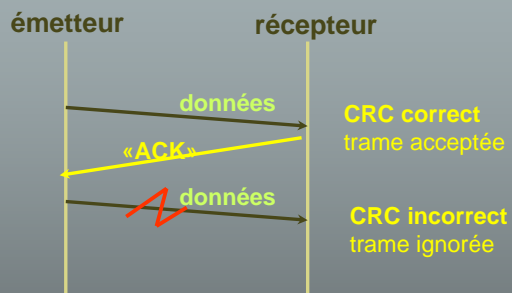 émetteur
récepteur
données
CRC correct
trame acceptée
«ACK»
données
CRC incorrect
trame ignorée